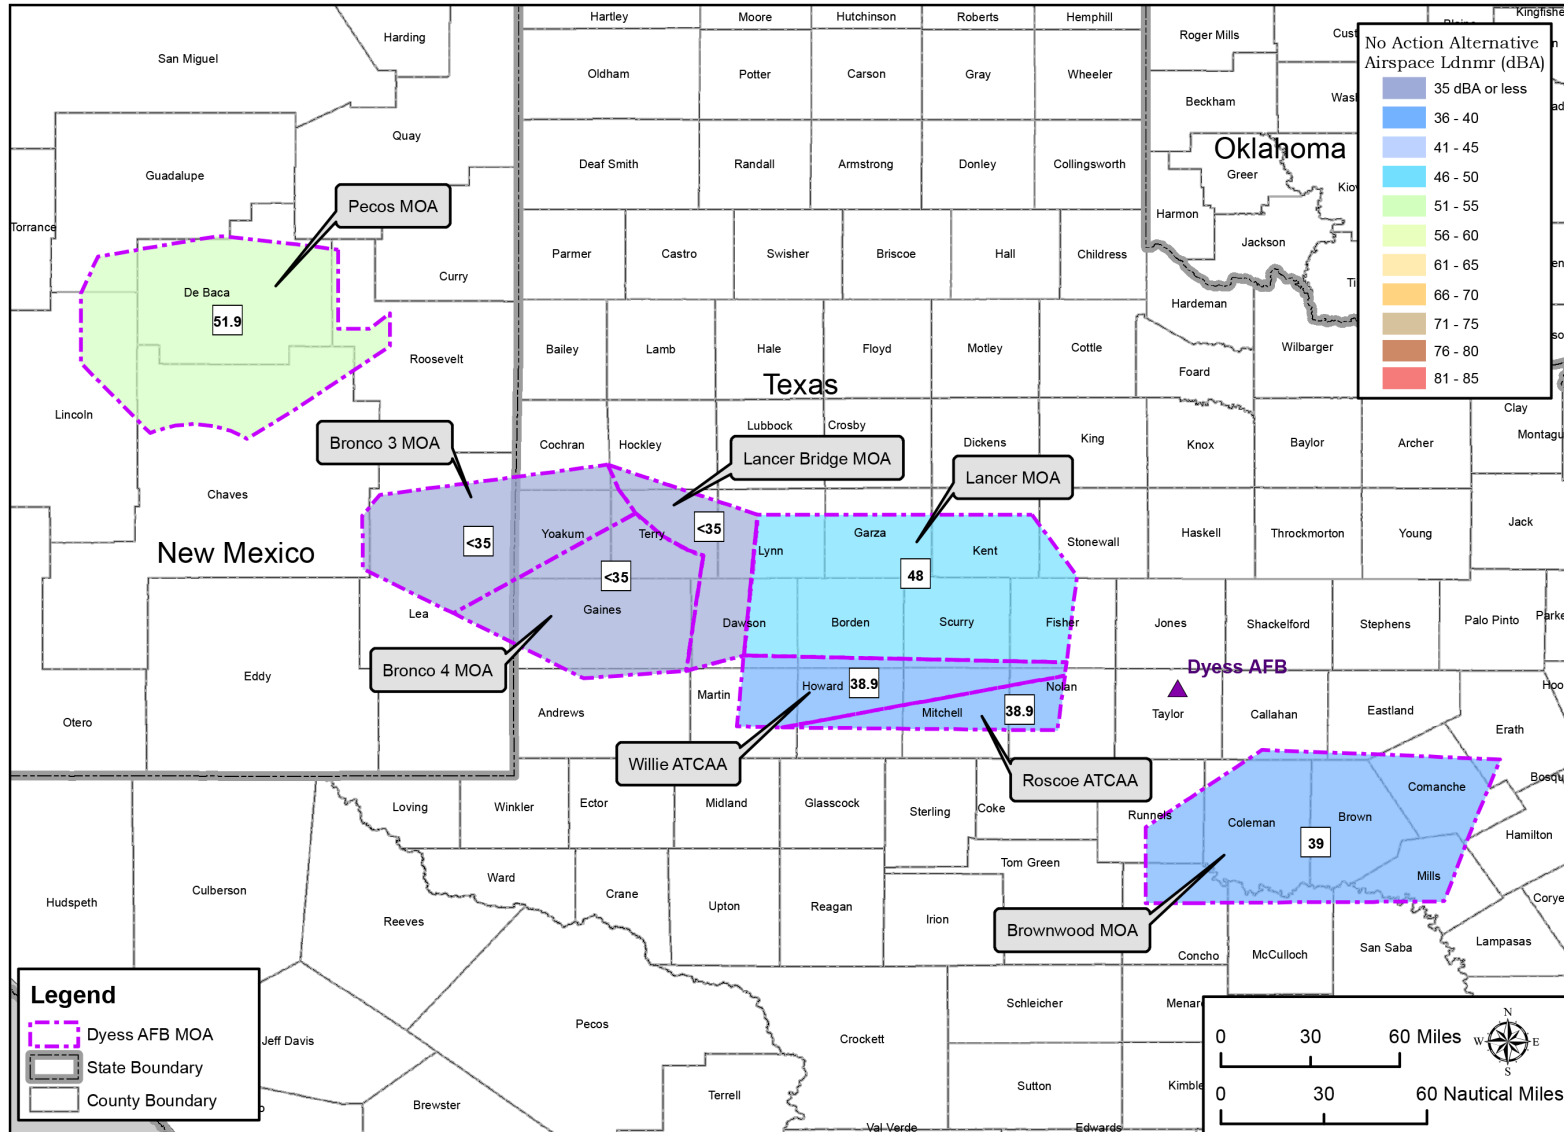 Hartley
Moore
Hutchinson
Roberts
Hemphill
Kingfishe
Harding
San Miguel
Roger Mills
Cust
No Action Alternative
Airspace Ldnmr (dBA)
35 dBA or less
36 - 40
41 - 45
46 - 50
51 - 55
56 - 60
61 - 65
66 - 70
71 - 75
76 - 80
81 - 85
Oldham
Potter
Carson
Gray
Wheeler
Beckham
Quay
Guadalupe
Deaf Smith
Randall
Armstrong
Donley
Collingsworth
Oklahoma
Greer
Harmon
Jackson
Pecos MOA
Torrance
Parmer
Castro
Swisher
Briscoe
Hall
Childress
Curry
De Baca
51.9
Hardeman
Roosevelt
Bailey
Lamb
Hale
Floyd
Motley
Cottle
Wilbarger
Foard
Texas
Lincoln
Clay
Montagu
Bronco 3 MOA
Cochran
Hockley
Lubbock
Crosby
Dickens
King
Knox
Baylor
Archer
Lancer Bridge MOA
Lancer MOA
Chaves
New Mexico
<35
Yoakum
Terry
<35
Lynn
Garza
Kent
Stonewall
Haskell
Throckmorton
Young
Jack
<35
48
Lea
Gaines
Dawson
Borden
Scurry
Fisher
Jones
Shackelford
Stephens
Palo Pinto
Parke
Bronco 4 MOA
Dyess AFB
Eddy
Otero
Andrews
Martin
Howard
38.9
Mitchell
38.9
Nolan
Taylor
Callahan
Eastland
Hoo
Erath
Willie ATCAA
Roscoe ATCAA
Bosqu
Loving
Winkler
Ector
Midland
Glasscock
Sterling
Coke
Runnels
Coleman
Brown
Comanche
39
Hamilton
Tom Green
Mills
Hudspeth
Culberson
Reeves
Ward
Crane
Upton
Reagan
Irion
Brownwood MOA
Corye
Concho
McCulloch
San Saba
Lampasas
Legend
Dyess AFB MOA
State Boundary
County Boundary
Jeff Davis
Pecos
Brewster
Terrell
Crockett
Val Verde
Schleicher
Menard
Sutton
Kimble
Edwards
0 30 60 Miles
0 30 60 Nautical Miles
N
W E
S